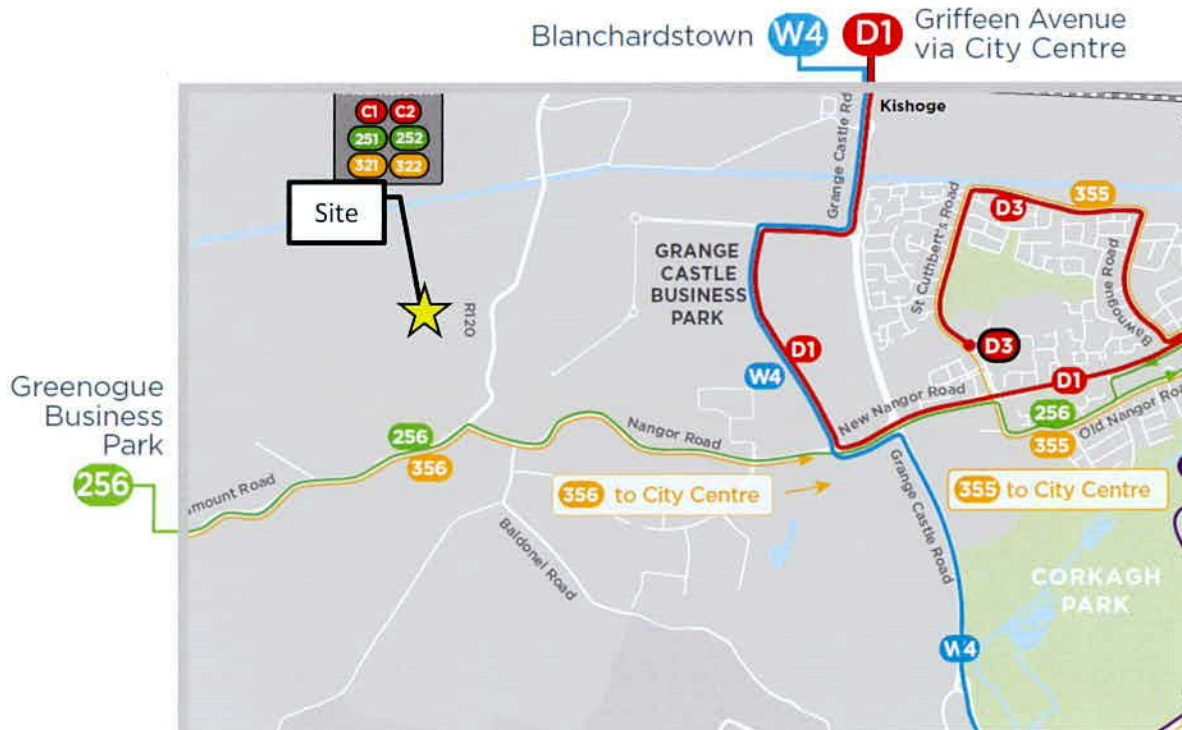 Blanchardstown W4 D1 Griffeen Avenue
via City Centre
Kishoge
C1 C2
251 252
321 322
Site
Grange Castle Rd
St Cuthbert's Road
D3
355
Bawnogue Road
GRANGE
CASTLE
BUSINESS
PARK
R120
D1
W4
D3
D1
New Nangor Road
Greenogue
Business
Park
256
256
356
Nangor Road
256
355
Old Nangor Roa
mount Road
356 to City Centre
355 to City Centre
Grange Castle Road
Baldonel Road
CORKAGH
PARK
W4